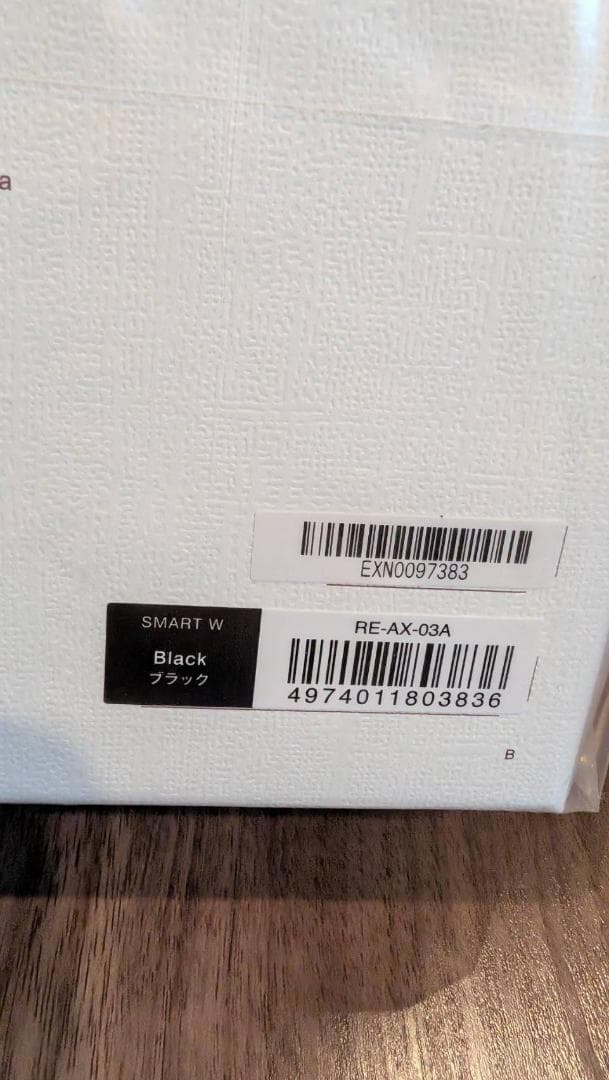 a
EXN0097383
SMART W
Black
ブラック
RE-AX-03A
4974011803836
B